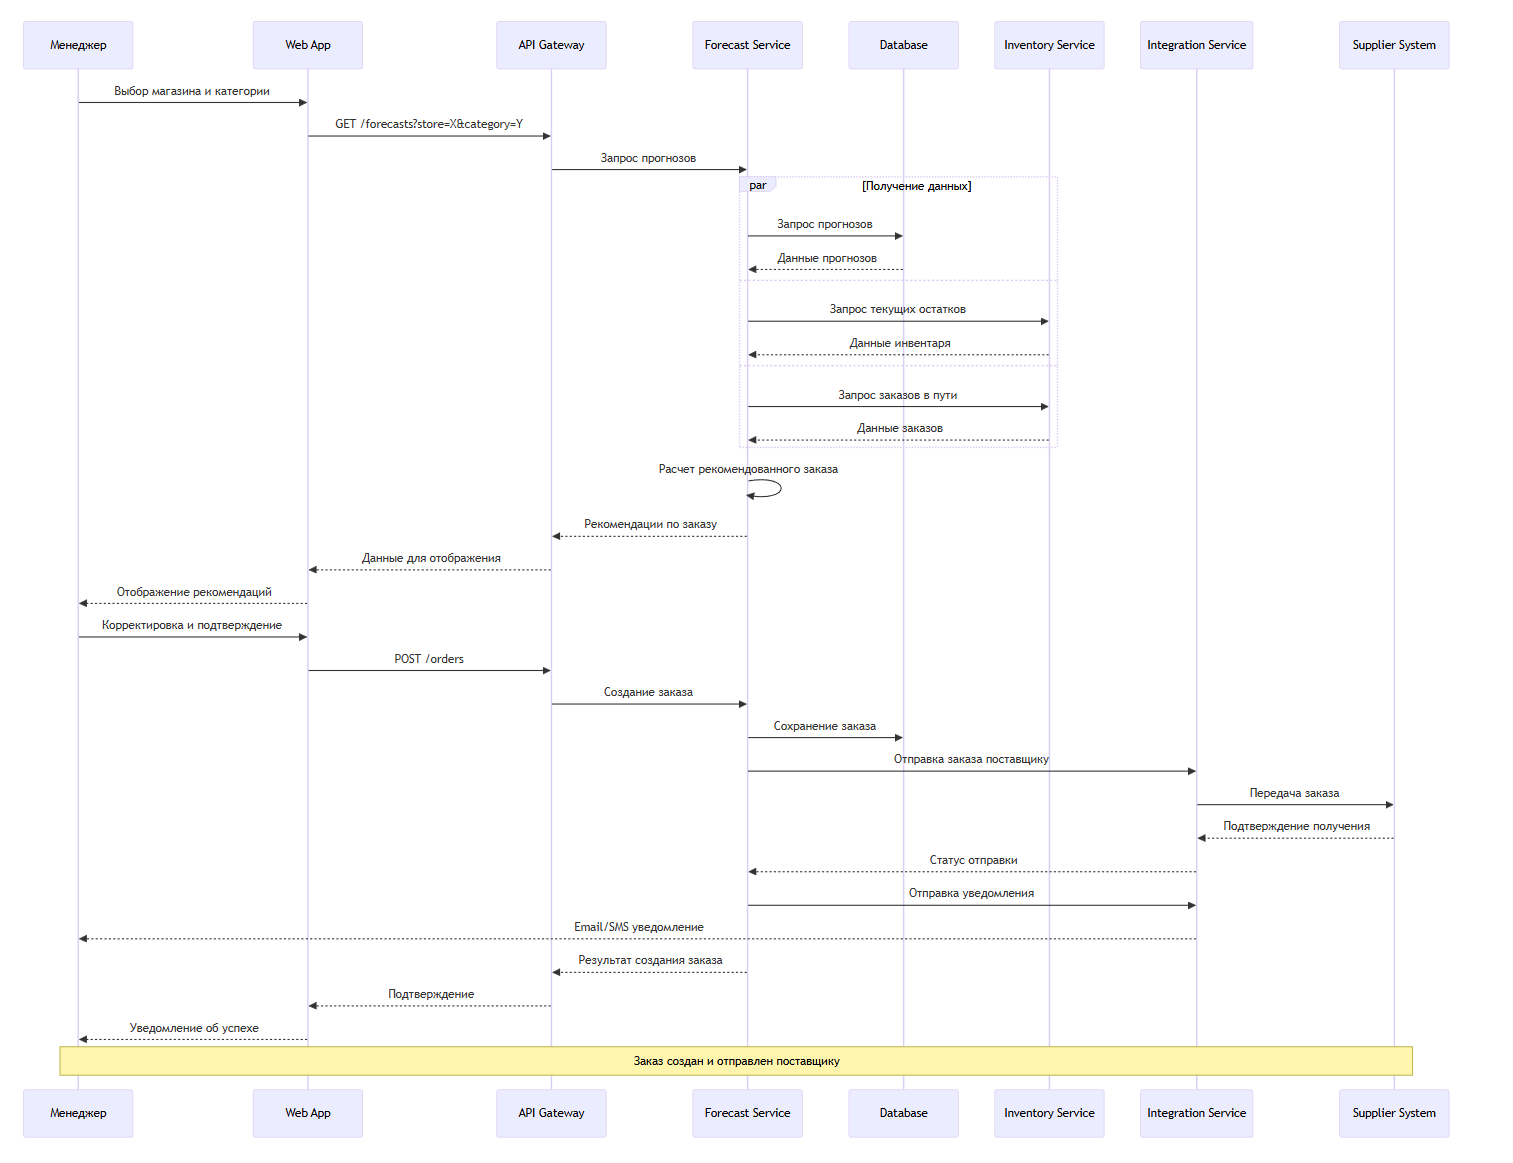 Менеджер
Web App
API Gateway
Forecast Service
Database
Inventory Service
Integration Service
Supplier System
Выбор магазина и категории
GET /forecasts?store=X&category=Y
Запрос прогнозов
par
[Получение данных]
Запрос прогнозов
Данные прогнозов
Запрос текущих остатков
Данные инвентаря
Запрос заказов в пути
Данные заказов
Расчет рекомендованного заказа
Рекомендации по заказу
Данные для отображения
Отображение рекомендаций
Корректировка и подтверждение
POST /orders
Создание заказа
Сохранение заказа
Отправка заказа поставщику
Передача заказа
Подтверждение получения
Статус отправки
Отправка уведомления
Email/SMS уведомление
Результат создания заказа
Подтверждение
Уведомление об успехе
Заказ создан и отправлен поставщику
Менеджер
Web App
API Gateway
Forecast Service
Database
Inventory Service
Integration Service
Supplier System